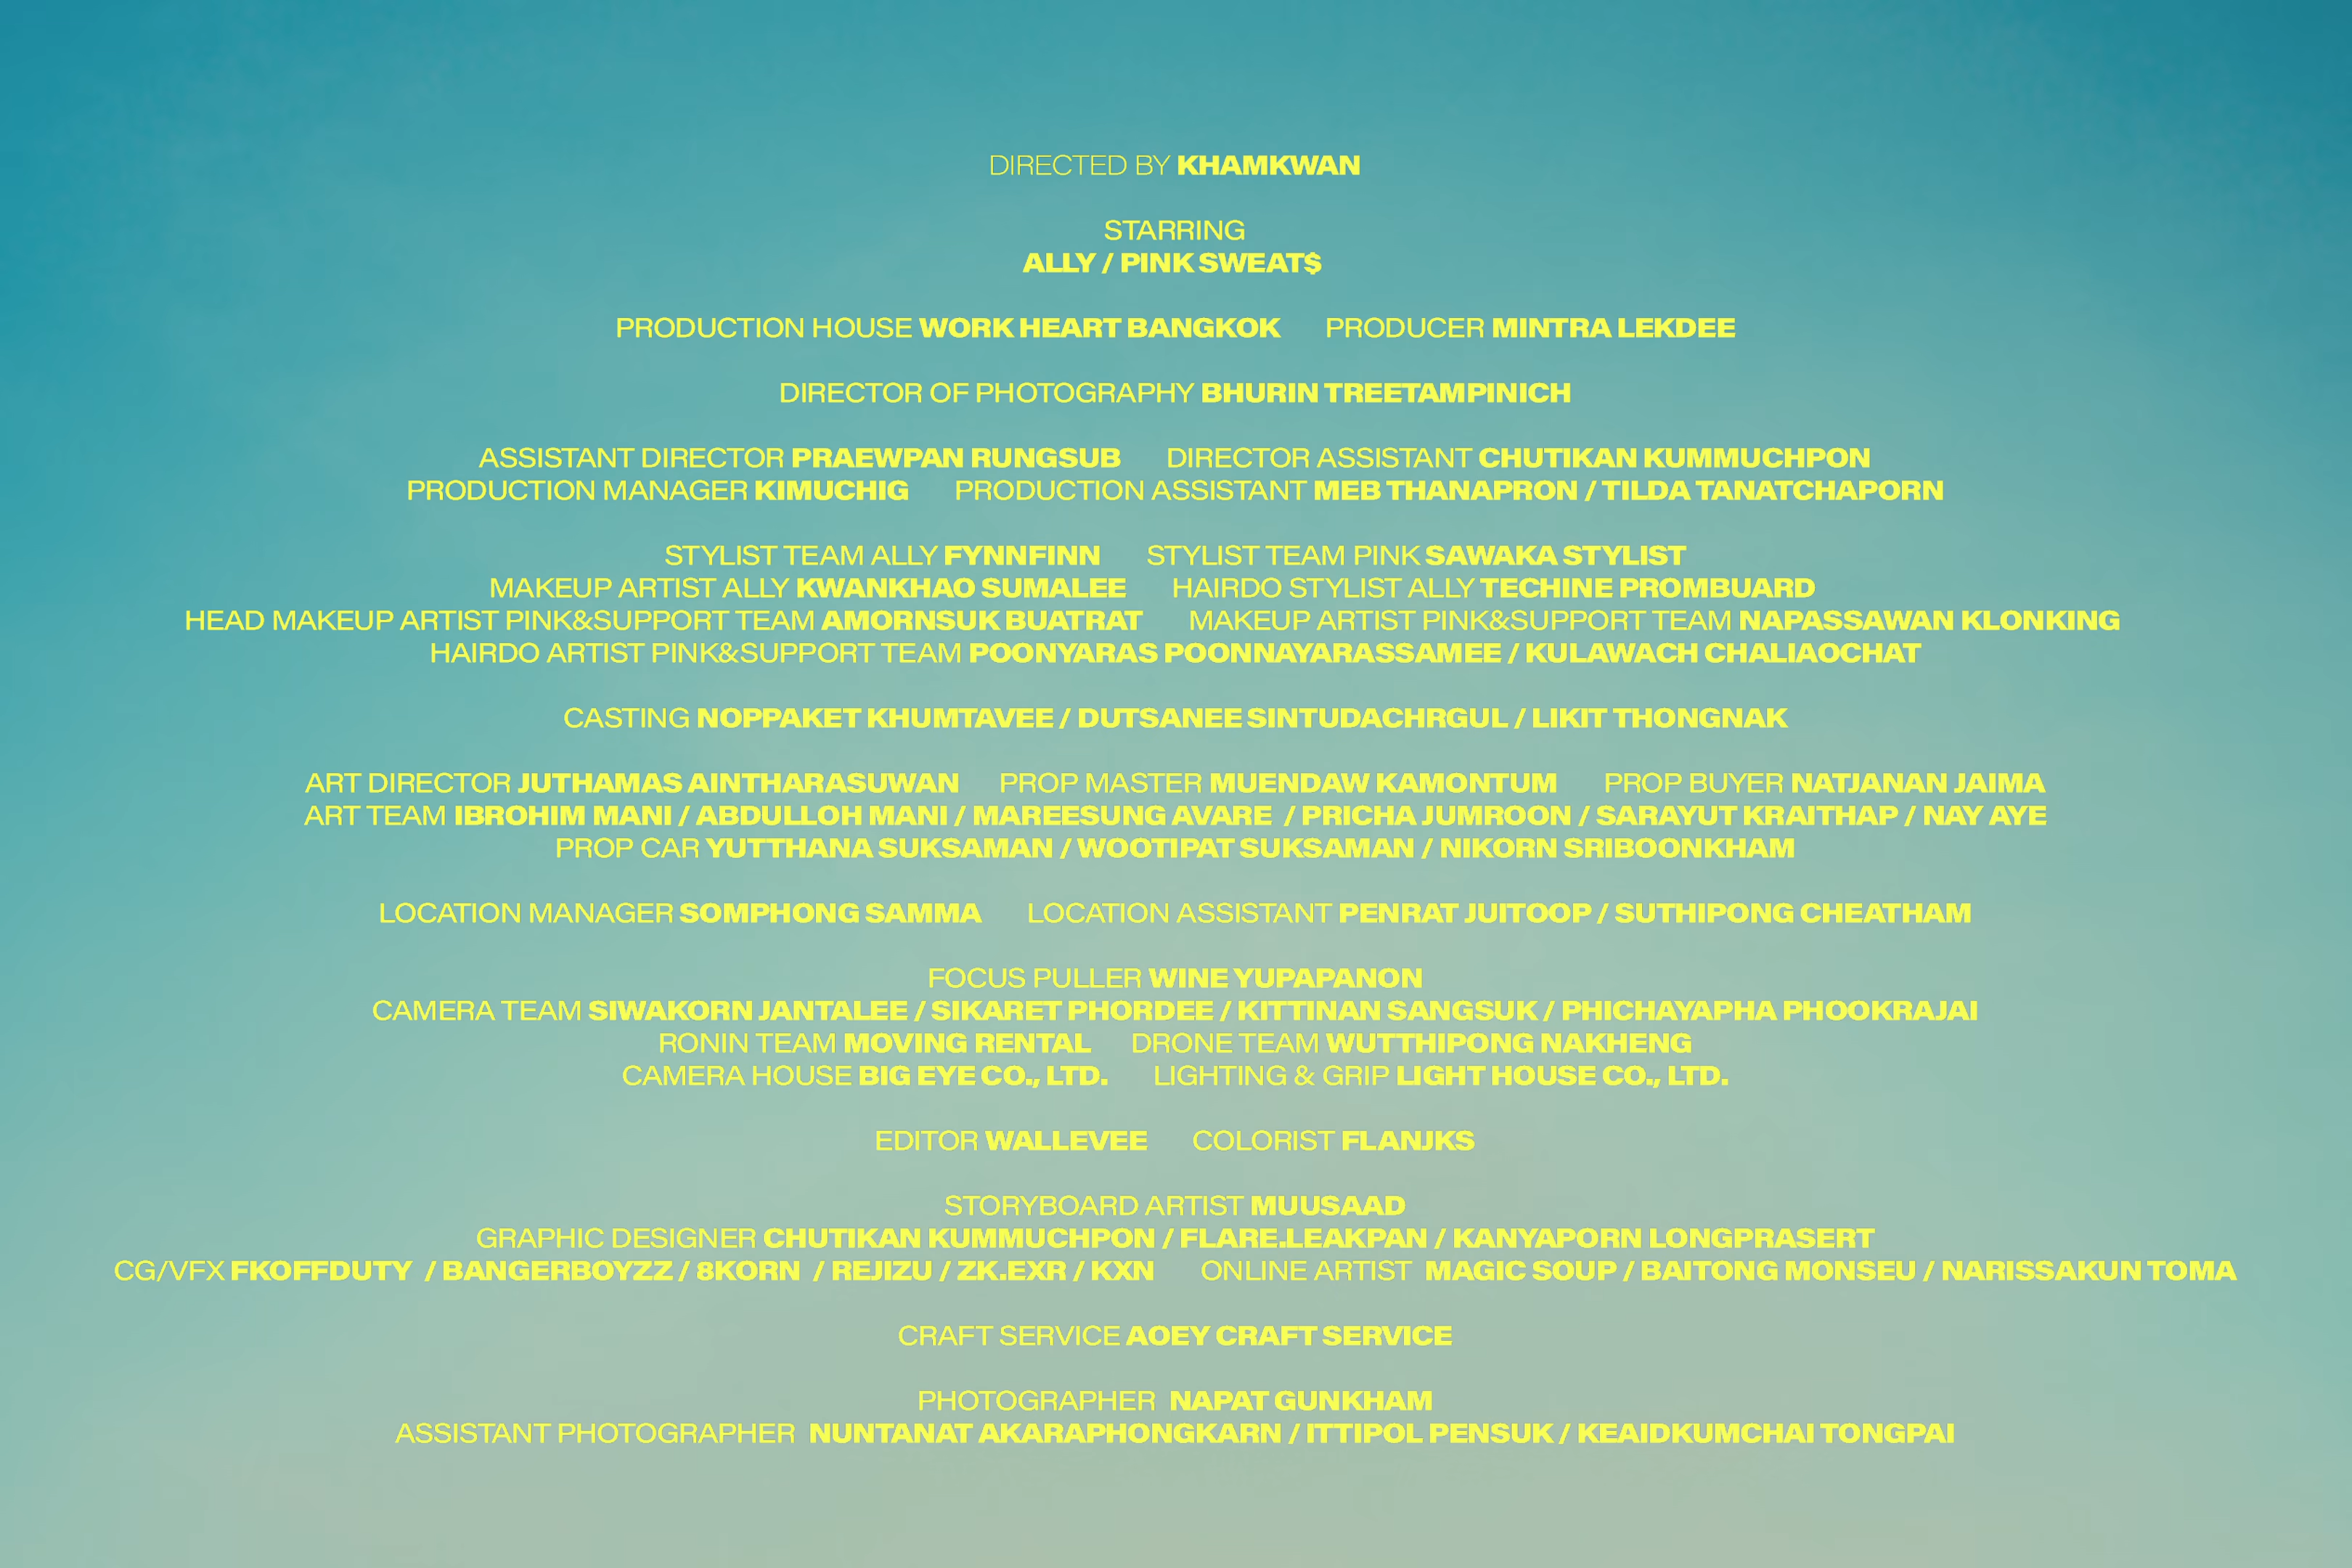 DIRECTED BY KHAMKWAN
STARRING
ALLY / PINK SWEAT$
PRODUCTION HOUSE WORK HEART BANGKOK PRODUCER MINTRA LEKDEE
DIRECTOR OF PHOTOGRAPHY BHURIN TREETAMPINICH
ASSISTANT DIRECTOR PRAEWPAN RUNGSUB DIRECTOR ASSISTANT CHUTIKAN KUMMUCHPON
PRODUCTION MANAGER KIMUCHIG PRODUCTION ASSISTANT MEB THANAPRON / TILDA TANATCHAPORN
STYLIST TEAM ALLY FYNNFINN STYLIST TEAM PINK SAWAKA STYLIST
MAKEUP ARTIST ALLY KWANKHAO SUMALEE HAIRDO STYLIST ALLY TECHINE PROMBUARD
HEAD MAKEUP ARTIST PINK&SUPPORT TEAM AMORNSUK BUATRAT MAKEUP ARTIST PINK&SUPPORT TEAM NAPASSAWAN KLONKING
HAIRDO ARTIST PINK&SUPPORT TEAM POONYARAS POONNAYARASSAMEE / KULAWACH CHALIAOCHAT
CASTING NOPPAKET KHUMTAVEE / DUTSANEE SINTUDACHRGUL / LIKIT THONGNAK
ART DIRECTOR JUTHAMAS AINTHARASUWAN PROP MASTER MUENDAW KAMONTUM PROP BUYER NATJANAN JAIMA
ART TEAM IBROHIM MANI / ABDULLOH MANI / MAREESUNG AVARE / PRICHA JUMROON / SARAYUT KRAITHAP / NAY AYE
PROP CAR YUTTHANA SUKSAMAN / WOOTIPAT SUKSAMAN / NIKORN SRIBOONKHAM
LOCATION MANAGER SOMPHONG SAMMA LOCATION ASSISTANT PENRAT JUITOOP / SUTHIPONG CHEATHAM
FOCUS PULLER WINE YUPAPANON
CAMERA TEAM SIWAKORN JANTALEE / SIKARET PHORDEE / KITTINAN SANGSUK / PHICHAYAPHA PHOOKRAJAI
RONIN TEAM MOVING RENTAL DRONE TEAM WUTTHIPONG NAKHENG
CAMERA HOUSE BIG EYE CO., LTD. LIGHTING & GRIP LIGHT HOUSE CO., LTD.
EDITOR WALLEVEE COLORIST FLANJKS
STORYBOARD ARTIST MUUSAAD
GRAPHIC DESIGNER CHUTIKAN KUMMUCHPON / FLARE.LEAKPAN / KANYAPORN LONGPRASERT
CG/VFX FKOFFDUTY / BANGERBOYZZ / 8KORN / REJIZU / ZK.EXR / KXN ONLINE ARTIST MAGIC SOUP / BAITONG MONSEU / NARISSAKUN TOMA
CRAFT SERVICE AOEY CRAFT SERVICE
PHOTOGRAPHER NAPAT GUNKHAM
ASSISTANT PHOTOGRAPHER NUNTANAT AKARAPHONGKARN / ITTIPOL PENSUK / KEAIDKUMCHAI TONGPAI